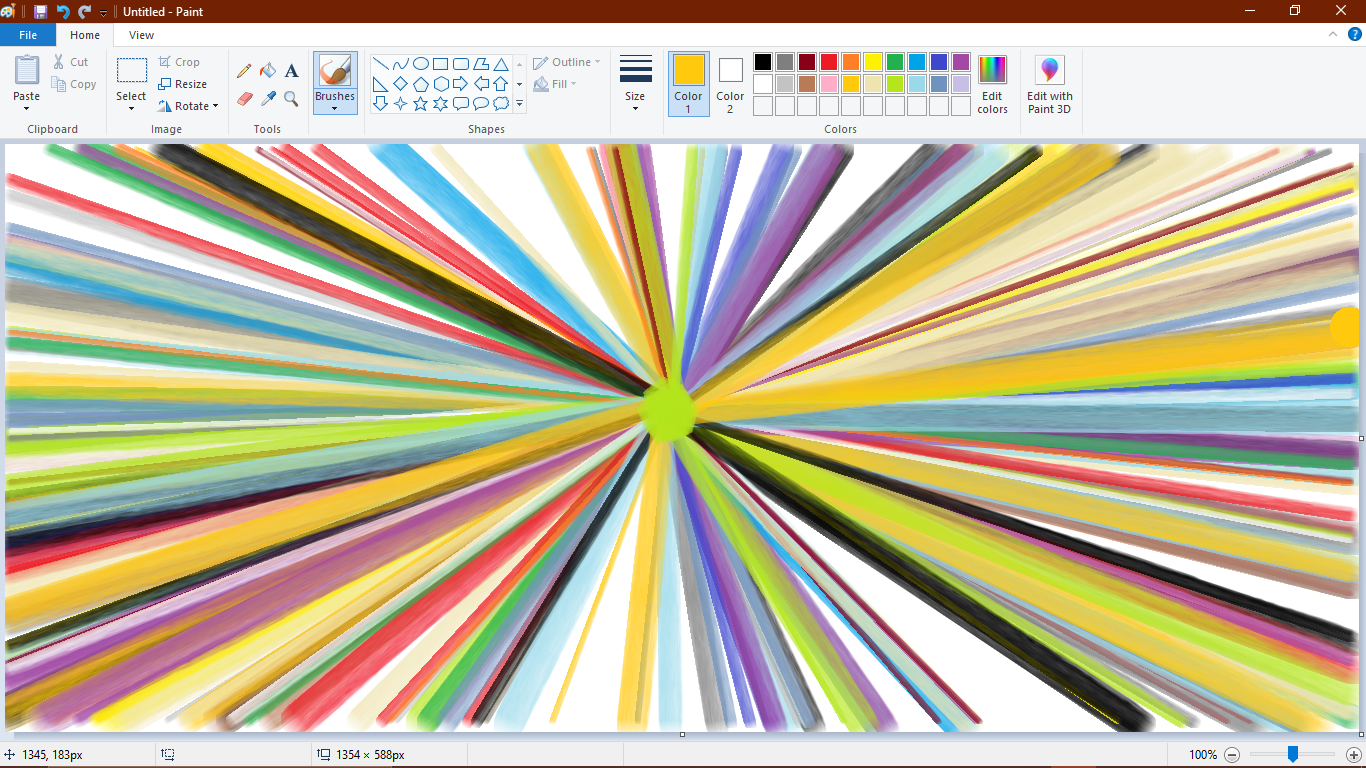 Untitled - Paint
File
Home
View
Paste
Cut
Copy
Clipboard
Select
Crop
Resize
Rotate
Image
A
Tools
Brushes
Outline
Fill
Shapes
Size
Color
1
Color
2
Edit
colors
Colors
Edit with
Paint 3D
?
1345, 183px
1354 × 588px
100%